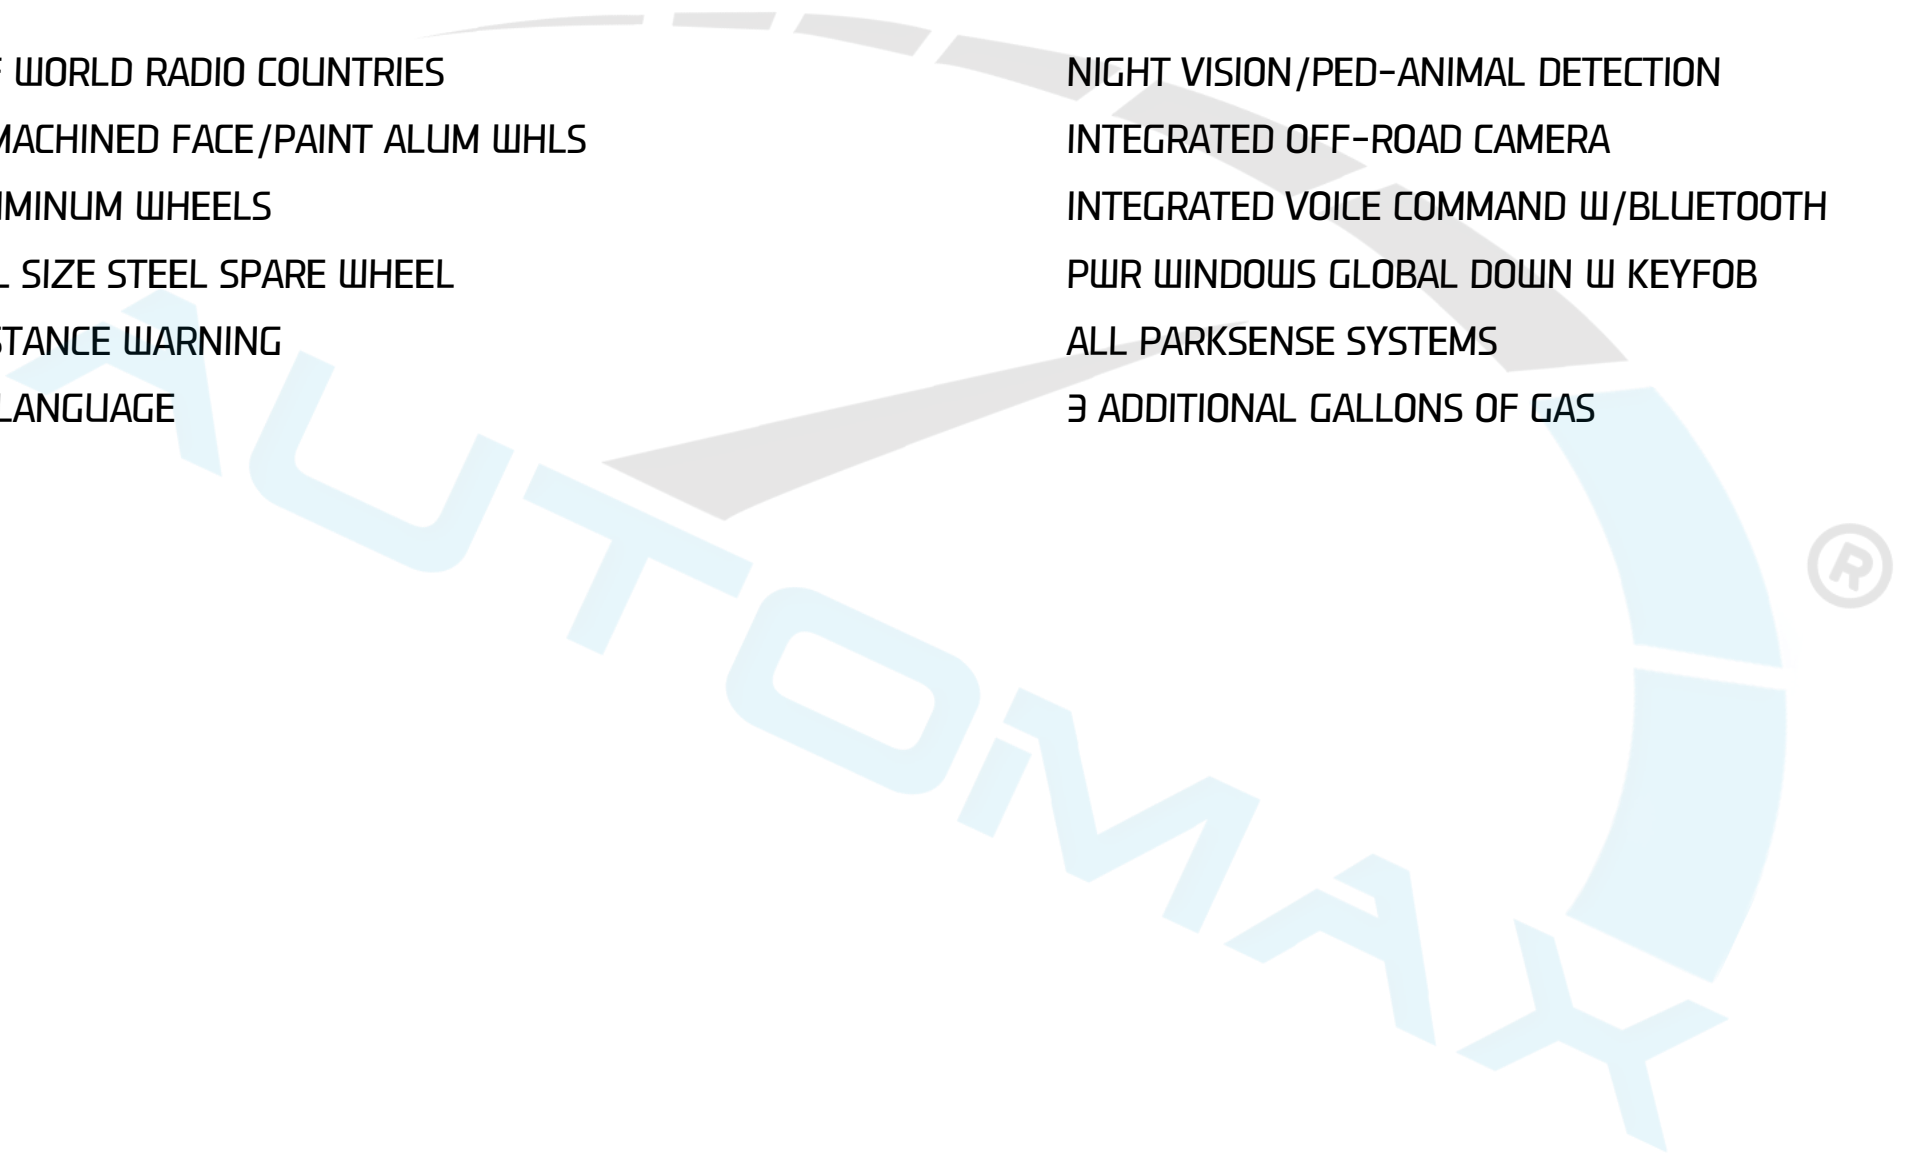 WORLD RADIO COUNTRIES
MACHINED FACE/PAINT ALUM WHLS
WHEELS
SIZE STEEL SPARE WHEEL
WARNING
LANGUAGE
NIGHT VISION/PED-ANIMAL DETECTION
INTEGRATED OFF-ROAD CAMERA
INTEGRATED VOICE COMMAND W/BLUETOOTH
PWR WINDOWS GLOBAL DOWN W KEYFOB
ALL PARKSENSE SYSTEMS
3 ADDITIONAL GALLONS OF GAS
AUTOMAX
®